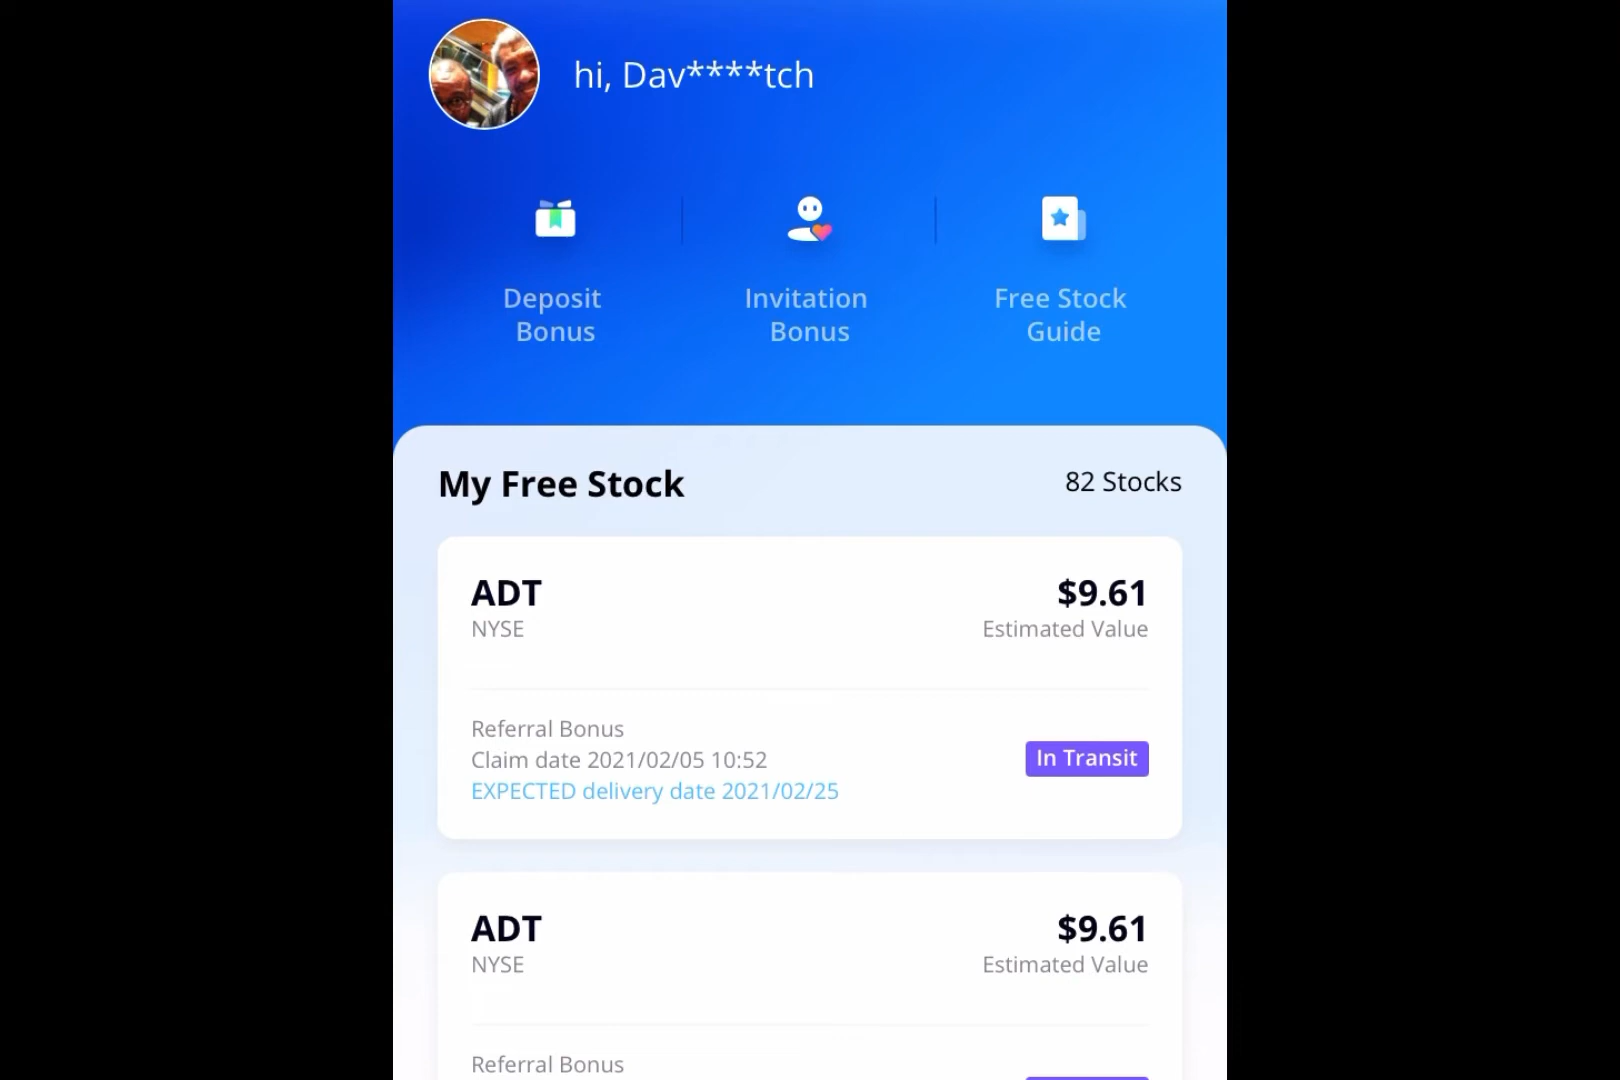 hi, Dav****tch
Deposit
Bonus
Invitation
Bonus
Free Stock
Guide
My Free Stock
82 Stocks
ADT
$9.61
NYSE
Estimated Value
Referral Bonus
Claim date 2021/02/05 10:52
In Transit
EXPECTED delivery date 2021/02/25
ADT
$9.61
NYSE
Estimated Value
Referral Bonus